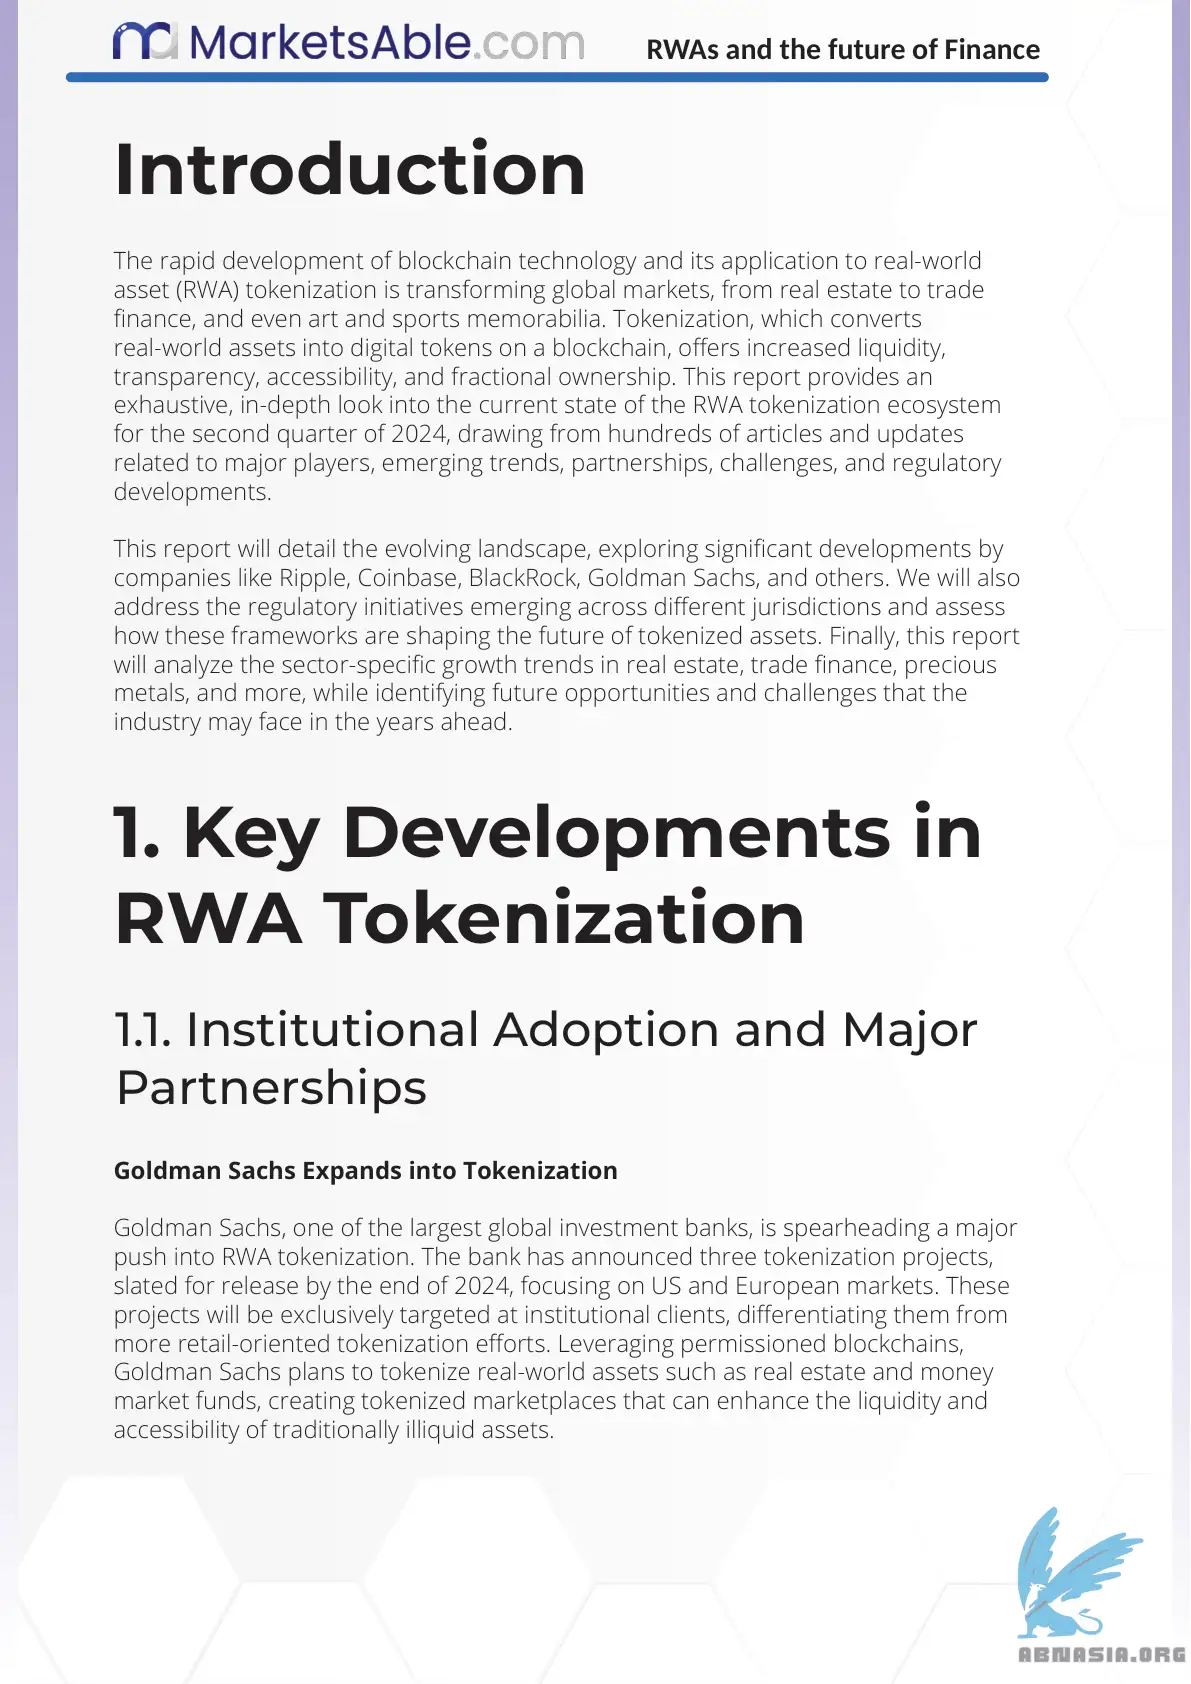 MarketsAble.com
RWAs and the future of Finance
Introduction
The rapid development of blockchain technology and its application to real-world
asset (RWA) tokenization is transforming global markets, from real estate to trade
finance, and even art and sports memorabilia. Tokenization, which converts
real-world assets into digital tokens on a blockchain, offers increased liquidity,
transparency, accessibility, and fractional ownership. This report provides an
exhaustive, in-depth look into the current state of the RWA tokenization ecosystem
for the second quarter of 2024, drawing from hundreds of articles and updates
related to major players, emerging trends, partnerships, challenges, and regulatory
developments.
This report will detail the evolving landscape, exploring significant developments by
companies like Ripple, Coinbase, BlackRock, Goldman Sachs, and others. We will also
address the regulatory initiatives emerging across different jurisdictions and assess
how these frameworks are shaping the future of tokenized assets. Finally, this report
will analyze the sector-specific growth trends in real estate, trade finance, precious
metals, and more, while identifying future opportunities and challenges that the
industry may face in the years ahead.
1. Key Developments in
RWA Tokenization
1.1. Institutional Adoption and Major
Partnerships
Goldman Sachs Expands into Tokenization
Goldman Sachs, one of the largest global investment banks, is spearheading a major
push into RWA tokenization. The bank has announced three tokenization projects,
slated for release by the end of 2024, focusing on US and European markets. These
projects will be exclusively targeted at institutional clients, differentiating them from
more retail-oriented tokenization efforts. Leveraging permissioned blockchains,
Goldman Sachs plans to tokenize real-world assets such as real estate and money
market funds, creating tokenized marketplaces that can enhance the liquidity and
accessibility of traditionally illiquid assets.
ABNASIA.ORG